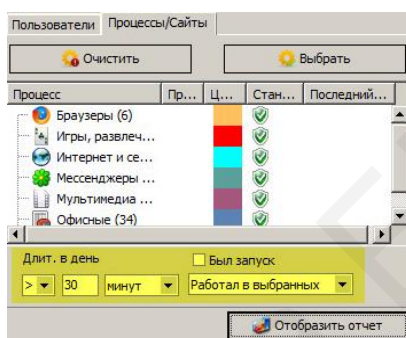 Пользователи Процессы/Сайты
Очистить Выбрать
Процесс Пр... Ц... Стан... Последний...
Браузеры (6)
Игры, развлеч...
Интернет и се...
Мессенджеры ...
Мультимедиа ...
Офисные (34)
Длит. в день Был запуск
> 30 минут Работал в выбранных
Отобразить отчет